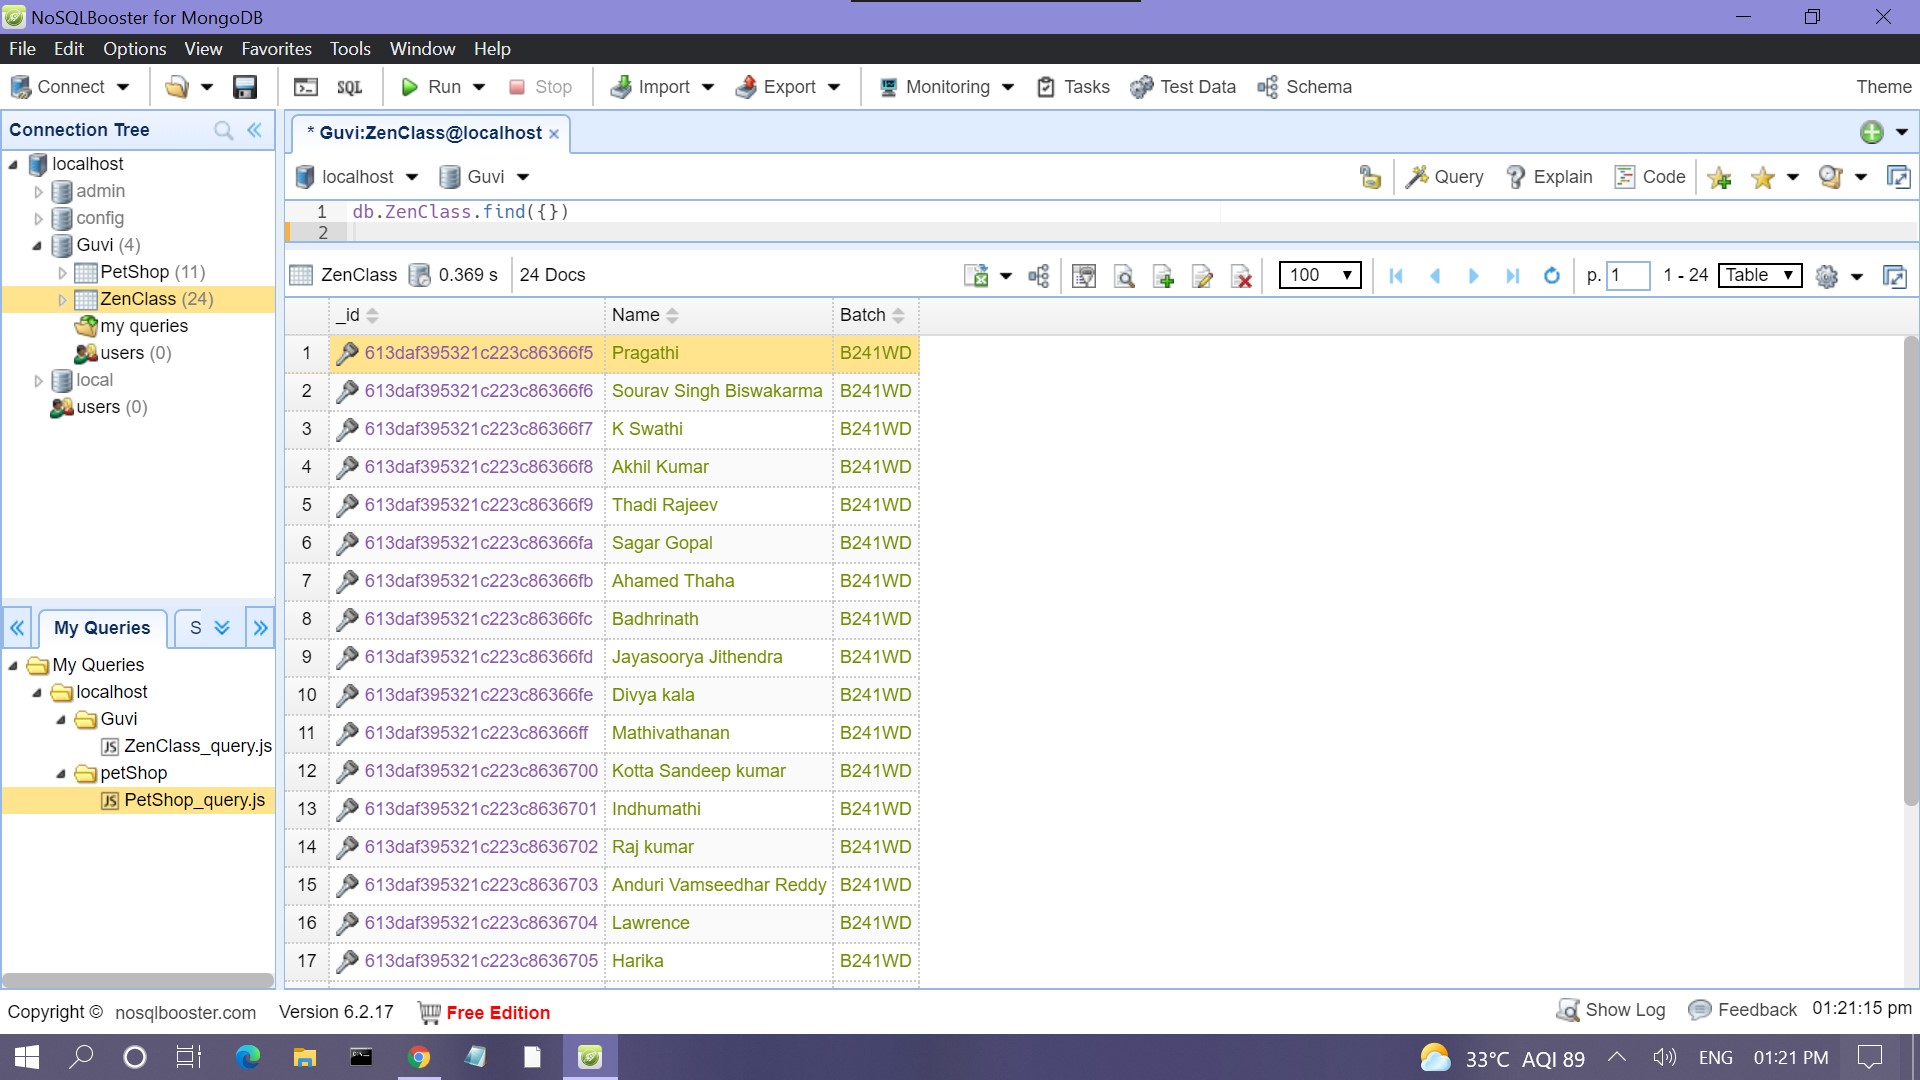 NoSQLBooster for MongoDB
File Edit Options View Favorites Tools Window Help
Connect SQL Run Stop Import Export Monitoring Tasks Test Data Schema Theme
Connection Tree
localhost
admin
config
Guvi (4)
PetShop (11)
ZenClass (24)
my queries
users (0)
local
users (0)
My Queries S
My Queries
localhost
Guvi
JS ZenClass_query.js
petShop
JS PetShop_query.js
* Guvi:ZenClass@localhost ×
localhost Guvi Query Explain Code
1 db.ZenClass.find({})
2
ZenClass 0.369 s 24 Docs 100 p. 1 1 - 24 Table
_id Name Batch
1 613daf395321c223c86366f5 Pragathi B241WD
2 613daf395321c223c86366f6 Sourav Singh Biswakarma B241WD
3 613daf395321c223c86366f7 K Swathi B241WD
4 613daf395321c223c86366f8 Akhil Kumar B241WD
5 613daf395321c223c86366f9 Thadi Rajeev B241WD
6 613daf395321c223c86366fa Sagar Gopal B241WD
7 613daf395321c223c86366fb Ahamed Thaha B241WD
8 613daf395321c223c86366fc Badhrinath B241WD
9 613daf395321c223c86366fd Jayasoorya Jithendra B241WD
10 613daf395321c223c86366fe Divya kala B241WD
11 613daf395321c223c86366ff Mathivathanan B241WD
12 613daf395321c223c8636700 Kotta Sandeep kumar B241WD
13 613daf395321c223c8636701 Indhumathi B241WD
14 613daf395321c223c8636702 Raj kumar B241WD
15 613daf395321c223c8636703 Anduri Vamseedhar Reddy B241WD
16 613daf395321c223c8636704 Lawrence B241WD
17 613daf395321c223c8636705 Harika B241WD
Copyright © nosqlbooster.com Version 6.2.17 Free Edition Show Log Feedback 01:21:15 pm
33°C AQI 89 ENG 01:21 PM